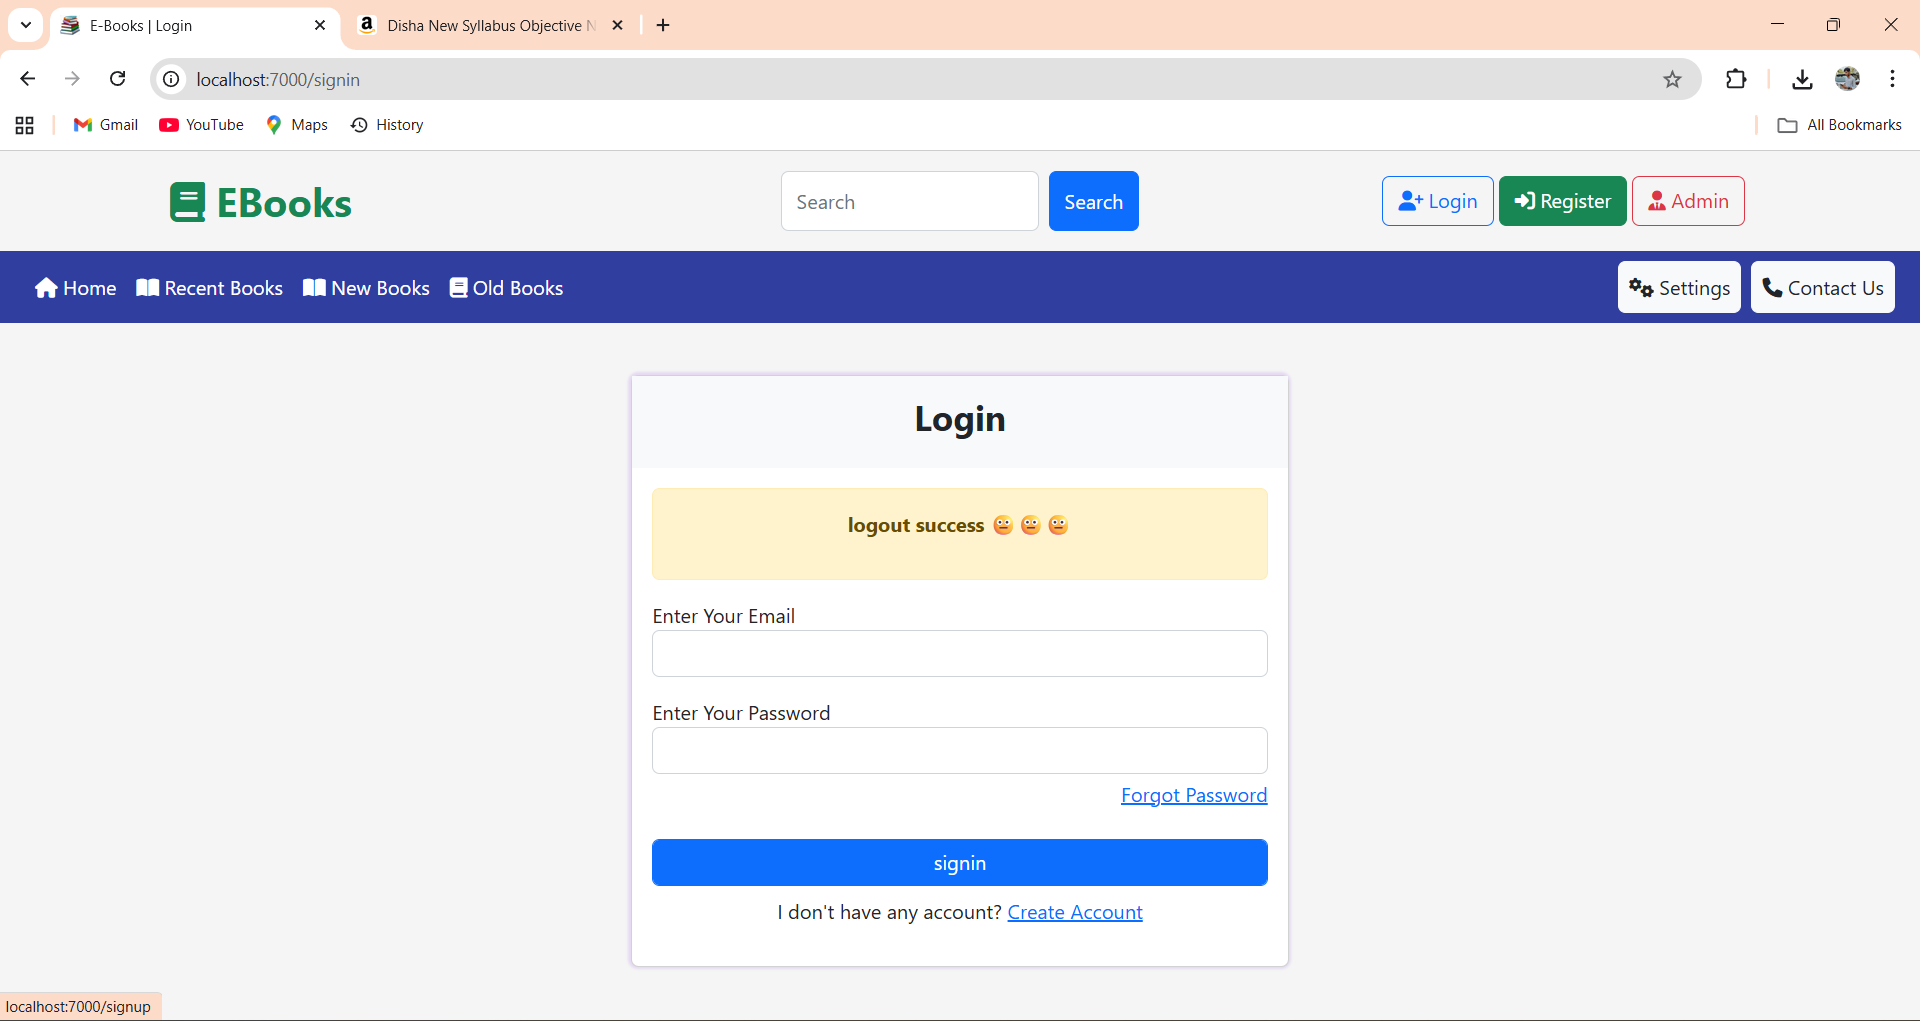 E-Books | Login
Disha New Syllabus Objective N
localhost:7000/signin
Gmail
YouTube
Maps
History
All Bookmarks
EBooks
Search
Search
Login
Register
Admin
Home
Recent Books
New Books
Old Books
Settings
Contact Us
Login
logout success 😳 😳 😳
Enter Your Email
Enter Your Password
Forgot Password
signin
I don't have any account? Create Account
localhost:7000/signup